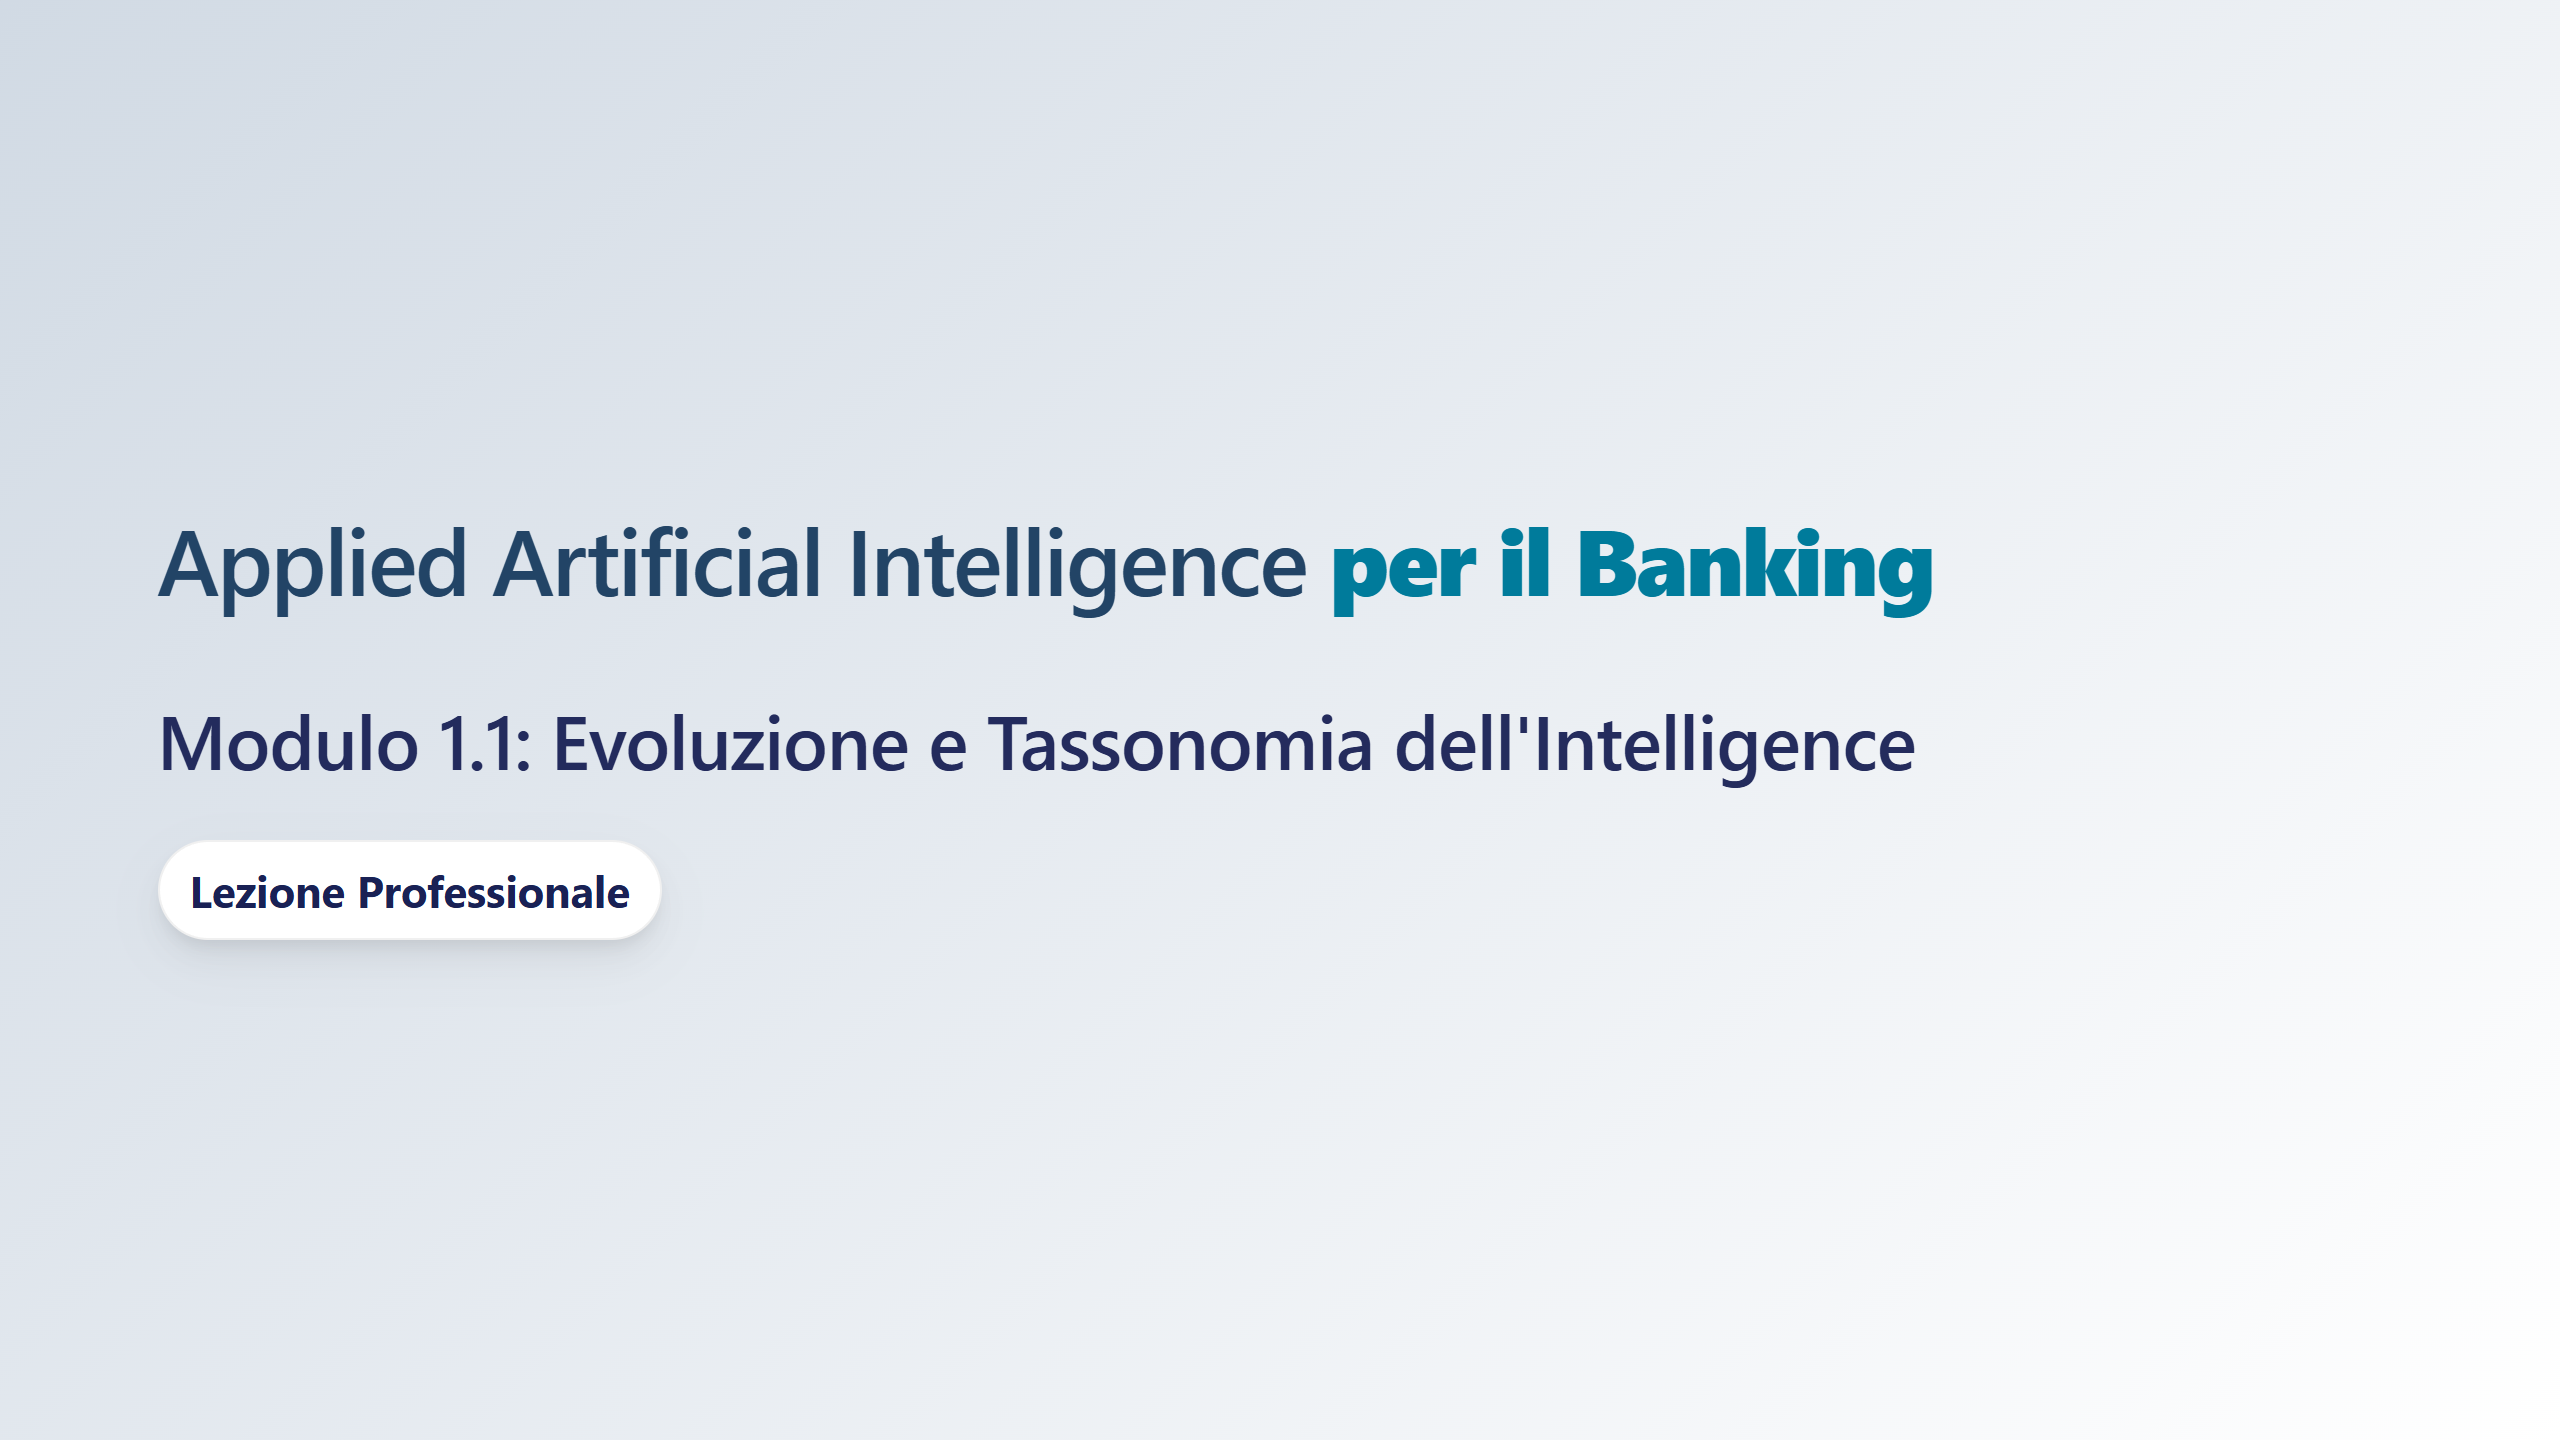 Applied Artificial Intelligence per il Banking
Modulo 1.1: Evoluzione e Tassonomia dell'Intelligence
Lezione Professionale